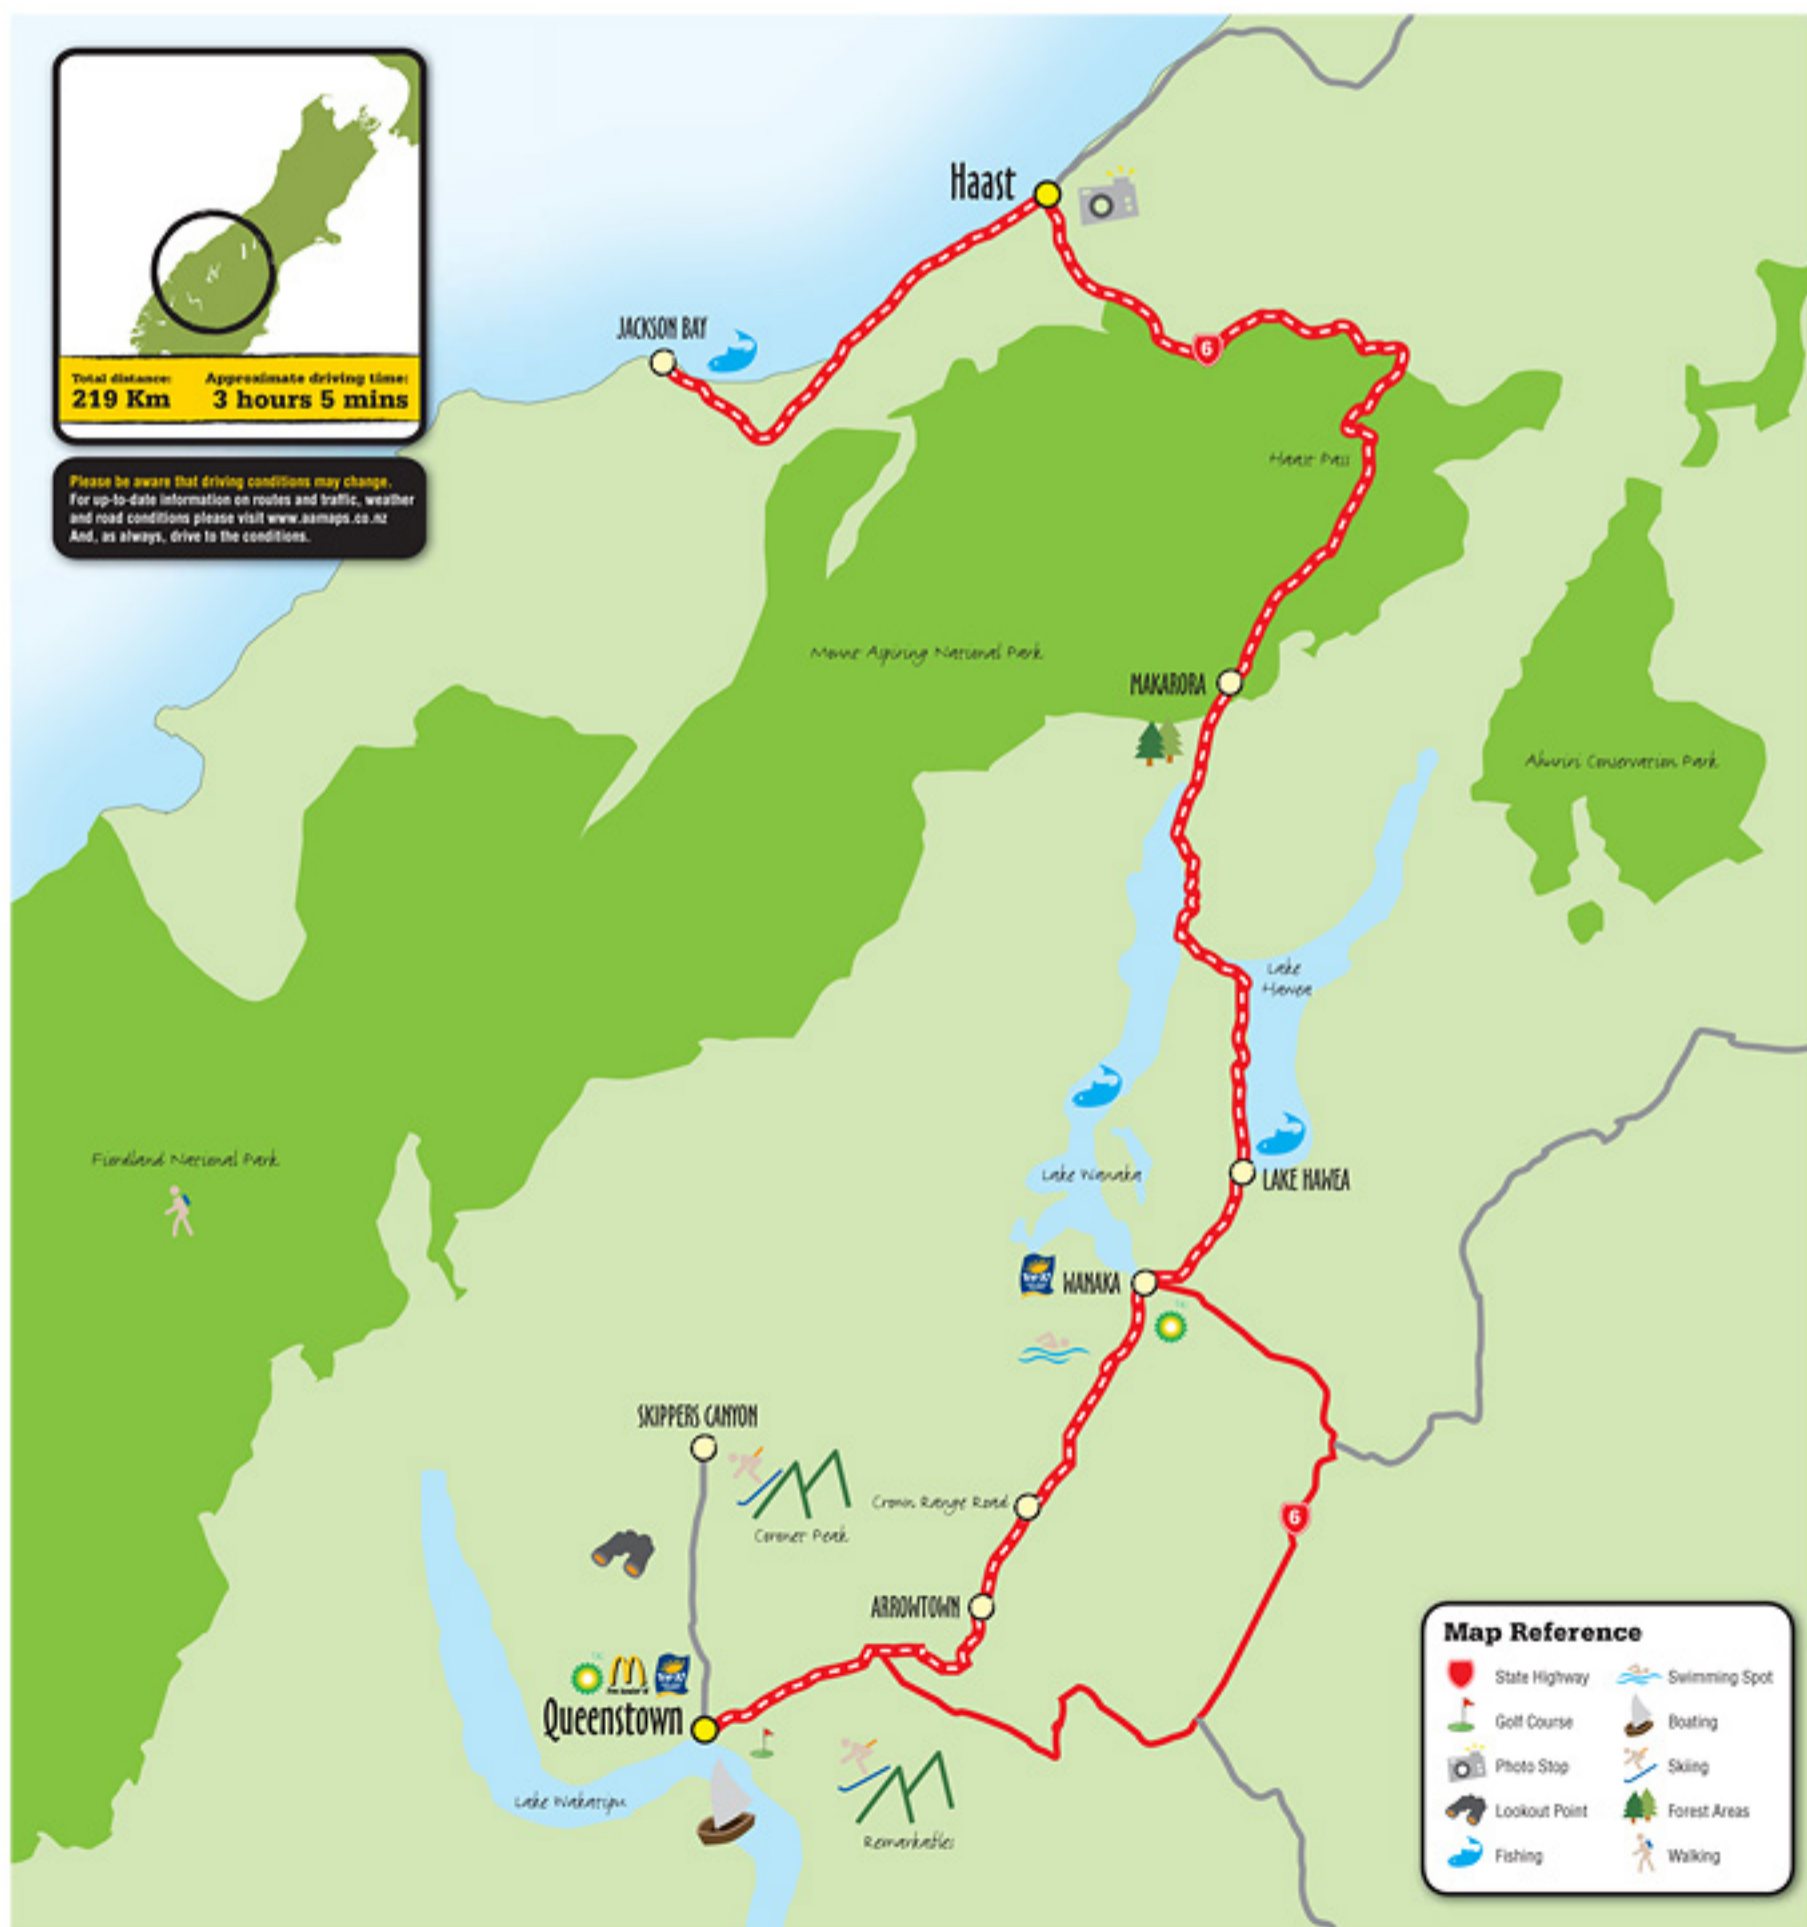 Haast
JACKSON BAY
Total distance:
219 Km
Approximate driving time:
3 hours 5 mins
Please be aware that driving conditions may change.
For up-to-date information on routes and traffic, weather
and road conditions please visit www.aamaps.co.nz
And, as always, drive to the conditions.
6
Haast Pass
Mount Aspiring National Park
MAKARORA
Ahuriri Conservation Park
Lake
Hawea
Fiordland National Park
Lake Wanaka
LAKE HAWEA
WANAKA
SKIPPERS CANYON
Coronet Peak
Crown Range Road
6
ARROWTOWN
Queenstown
Lake Wakatipu
Remarkables
Map Reference
State Highway
Swimming Spot
Golf Course
Boating
Photo Stop
Skiing
Lookout Point
Forest Areas
Fishing
Walking